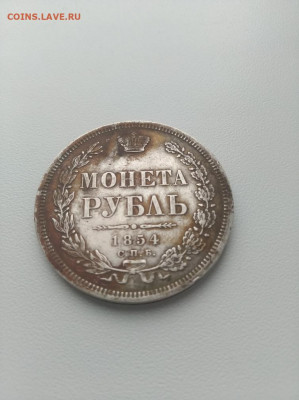 COINS.LAVE.RU
МОНЕТА
РУБЛЬ
1854
С.П.Б.